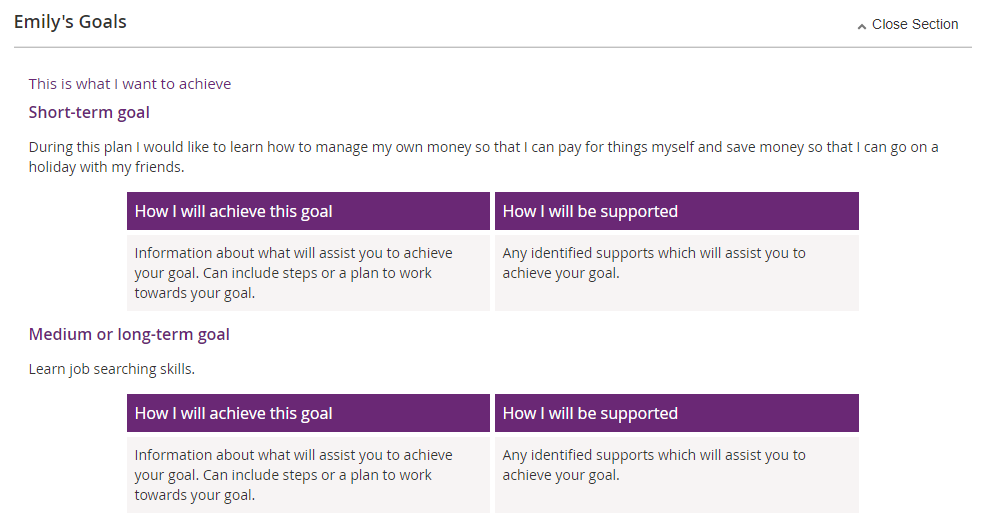 Emily's Goals
Close Section
This is what I want to achieve
Short-term goal
During this plan I would like to learn how to manage my own money so that I can pay for things myself and save money so that I can go on a
holiday with my friends.
How I will achieve this goal
How I will be supported
Information about what will assist you to achieve
your goal. Can include steps or a plan to work
towards your goal.
Any identified supports which will assist you to
achieve your goal.
Medium or long-term goal
Learn job searching skills.
How I will achieve this goal
How I will be supported
Information about what will assist you to achieve
your goal. Can include steps or a plan to work
towards your goal.
Any identified supports which will assist you to
achieve your goal.